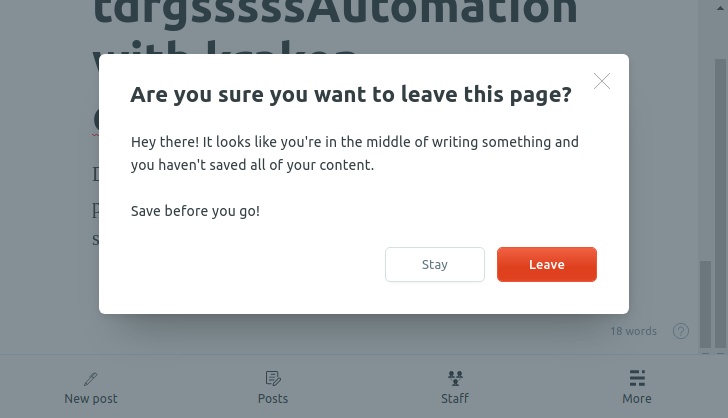 tdrgsssssAutomation
with kraken
Are you sure you want to leave this page?
Hey there! It looks like you're in the middle of writing something and
you haven't saved all of your content.
Save before you go!
Stay
Leave
18 words
?
New post
Posts
Staff
More